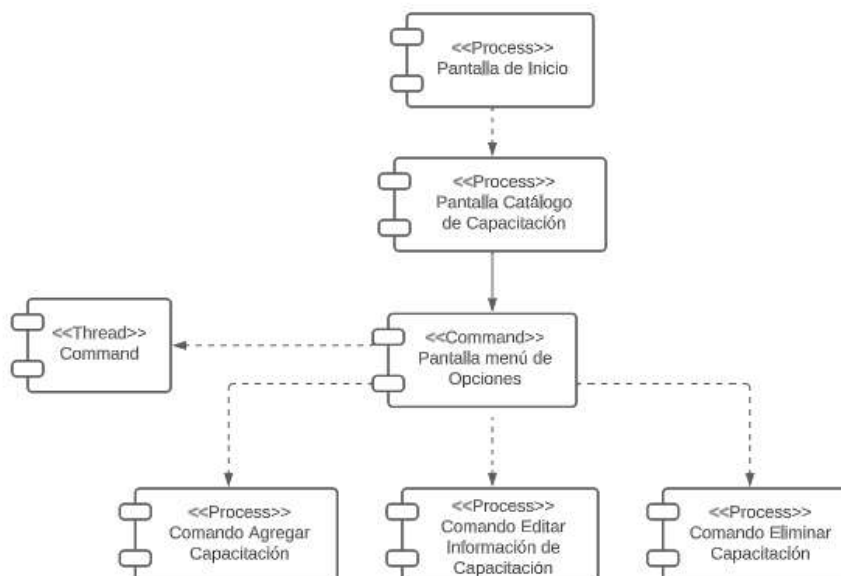 <<Process>>
Pantalla de Inicio
<<Process>>
Pantalla Catálogo
de Capacitación
<<Thread>>
Command
<<Command>>
Pantalla menú de
Opciones
<<Process>>
Comando Agregar
Capacitación
<<Process>>
Comando Editar
Información de
Capacitación
<<Process>>
Comando Eliminar
Capacitación